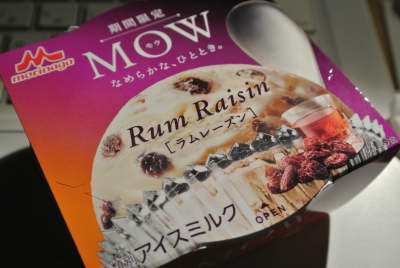 期間限定
morinaga
MOW
モウ
なめらかな、ひととき。
Rum Raisin
[ラムレーズン]
アイスミルク
OPEN